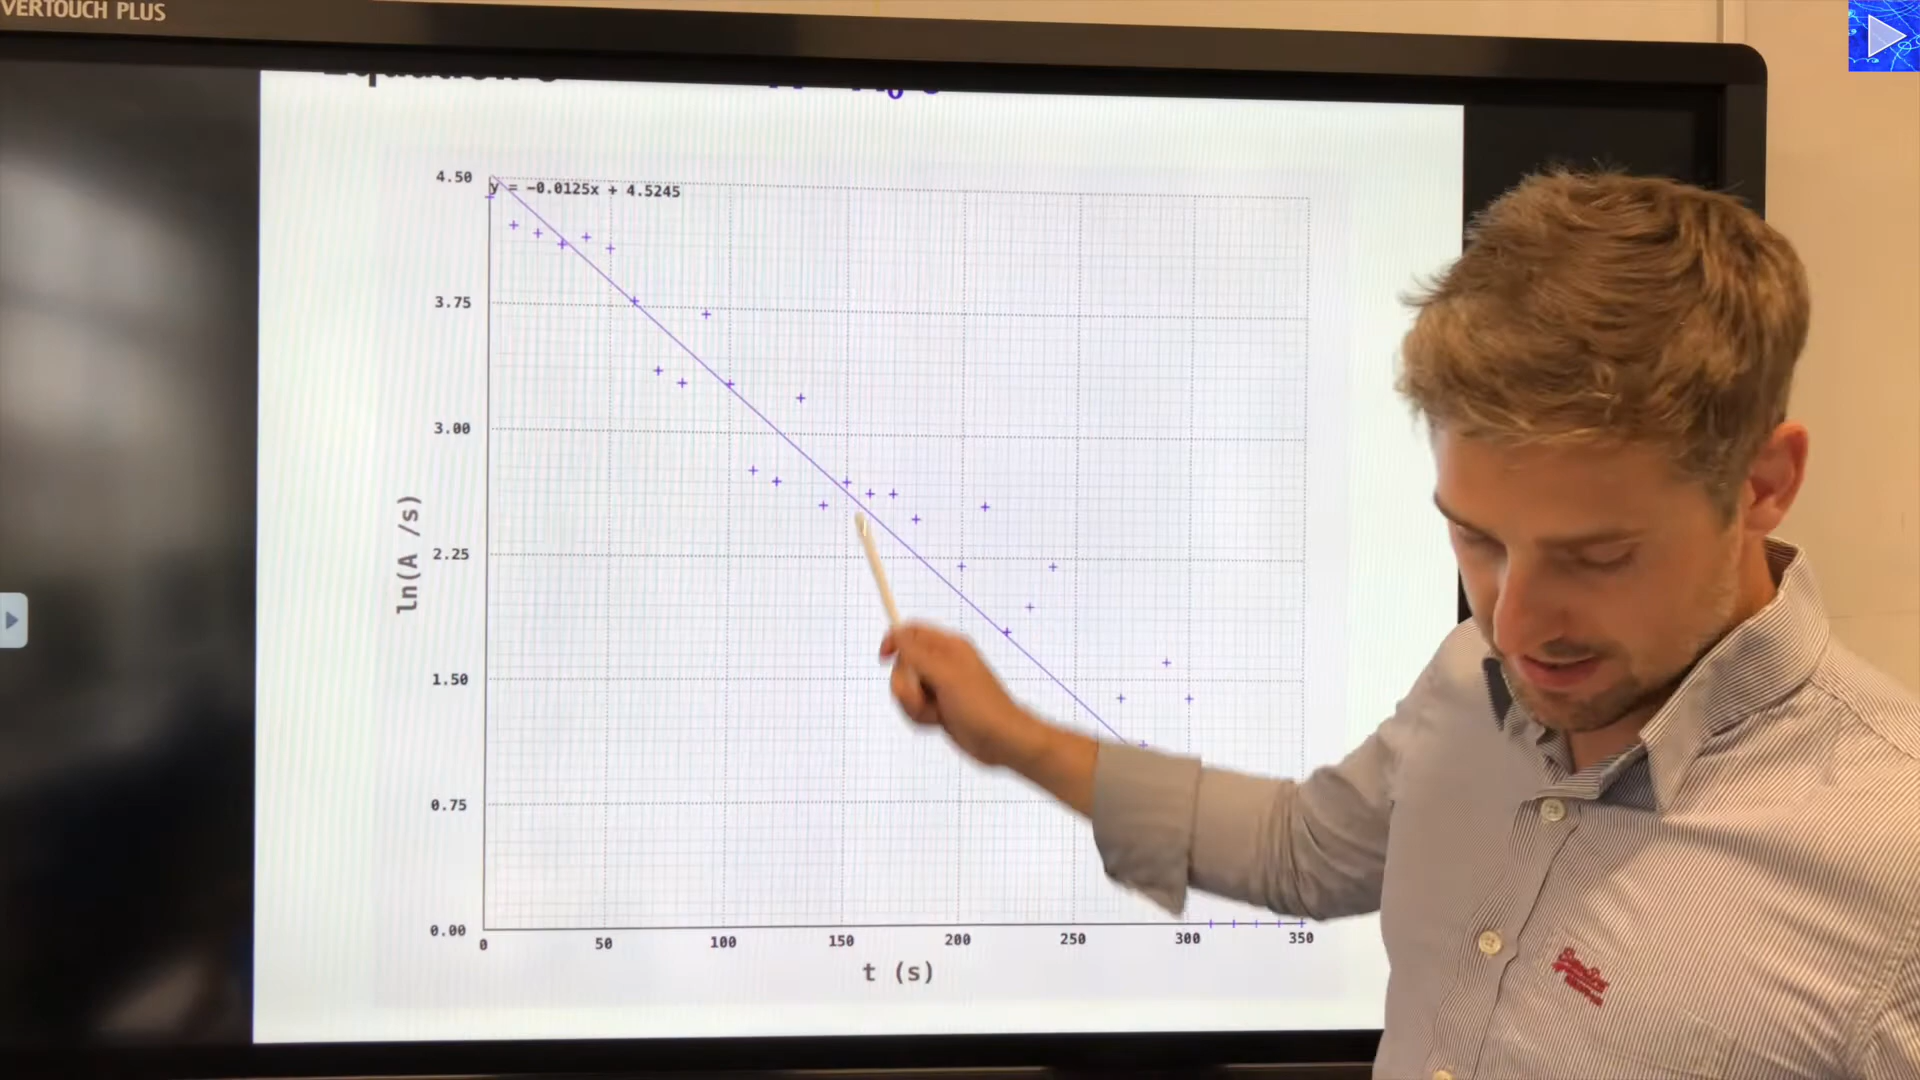 VERTOUCH PLUS
4.50
y = -0.0125x + 4.5245
3.75
3.00
2.25
1.50
0.75
0.00
ln(A /s)
0 50 100 150 200 250 300 350
t (s)